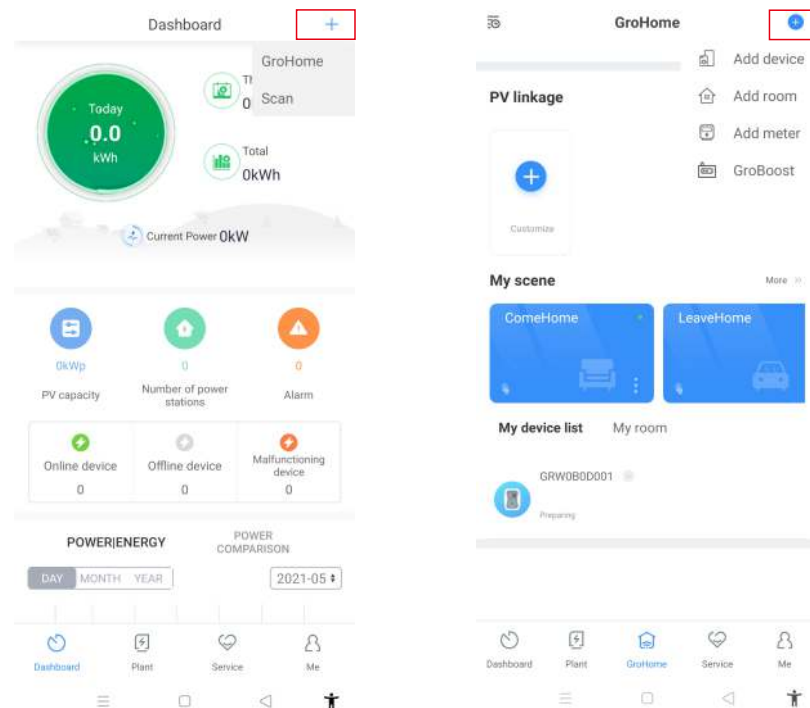 Dashboard
+
GroHome
Scan
Th
0
Today
0.0
kWh
Total
0kWh
Current Power 0kW
0kWp
PV capacity
0
Number of power
stations
0
Alarm
Online device
0
Offline device
0
Malfunctioning
device
0
POWER|ENERGY
POWER
COMPARISON
DAY MONTH YEAR
2021-05
Dashboard Plant Service Me
GroHome
Add device
Add room
Add meter
GroBoost
PV linkage
Customize
My scene
More >>
ComeHome
LeaveHome
My device list My room
GRW0B0D001
Preparing
Dashboard Plant GroHome Service Me